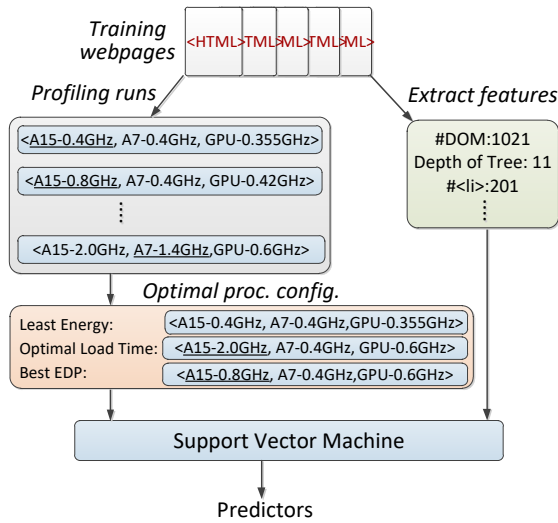 Training
webpages
<HTML>
TML>
SML>
TML>
SML>
Profiling runs
Extract features
<A15-0.4GHz, A7-0.4GHz, GPU-0.355GHz>
<A15-0.8GHz, A7-0.4GHz, GPU-0.42GHz>
<A15-2.0GHz, A7-1.4GHz,GPU-0.6GHz>
#DOM:1021
Depth of Tree: 11
#<li>:201
Optimal proc. config.
Least Energy: <A15-0.4GHz, A7-0.4GHz,GPU-0.355GHz>
Optimal Load Time: <A15-2.0GHz, A7-0.4GHz, GPU-0.6GHz>
Best EDP: <A15-0.8GHz, A7-0.4GHz,GPU-0.6GHz>
Support Vector Machine
Predictors